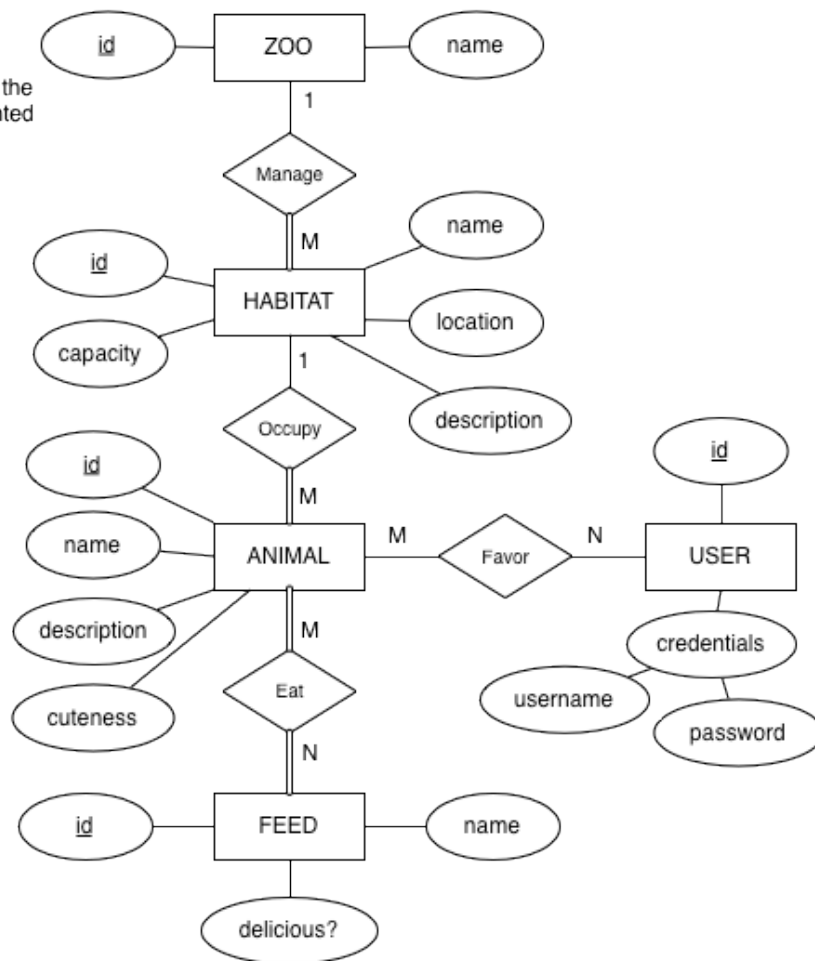 id
ZOO
name
the
1
Manage
M
name
id
HABITAT
location
capacity
1
description
Occupy
id
id
M
name
ANIMAL
M
Favor
N
USER
description
M
credentials
Eat
username
cuteness
password
N
id
FEED
name
delicious?